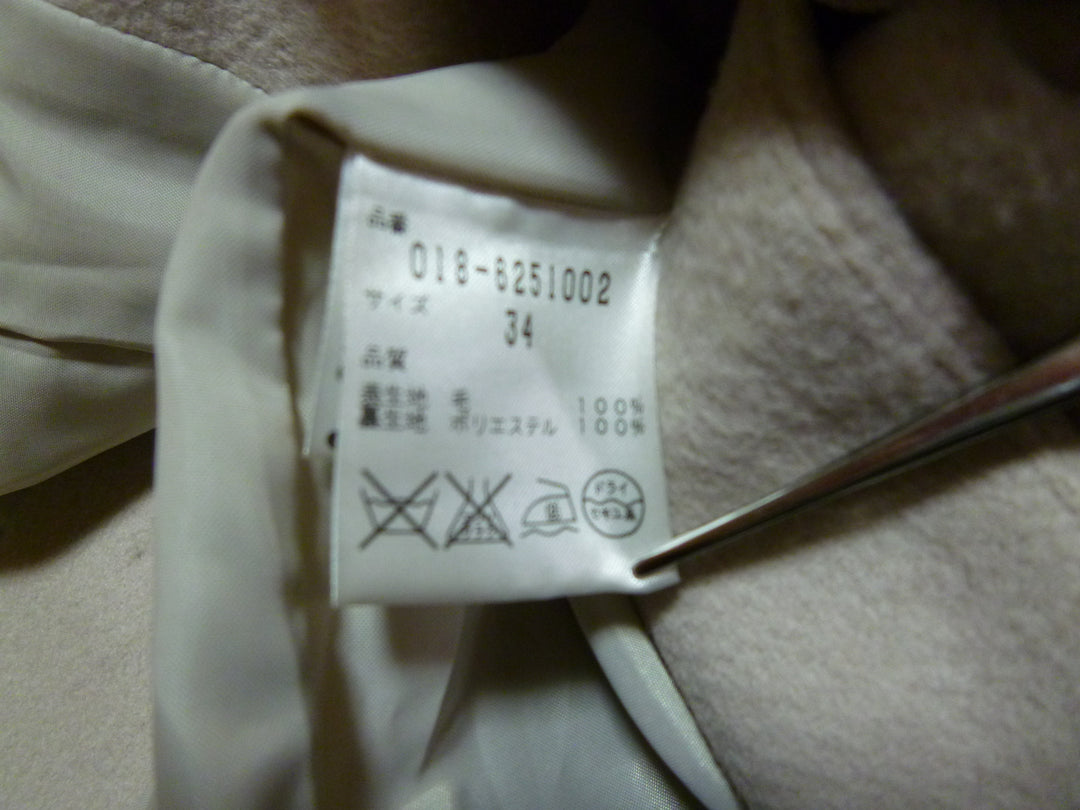 品番
018-6251002
サイズ
34
品質
表生地 毛 100%
裏生地 ポリエステル 100%
ドライ